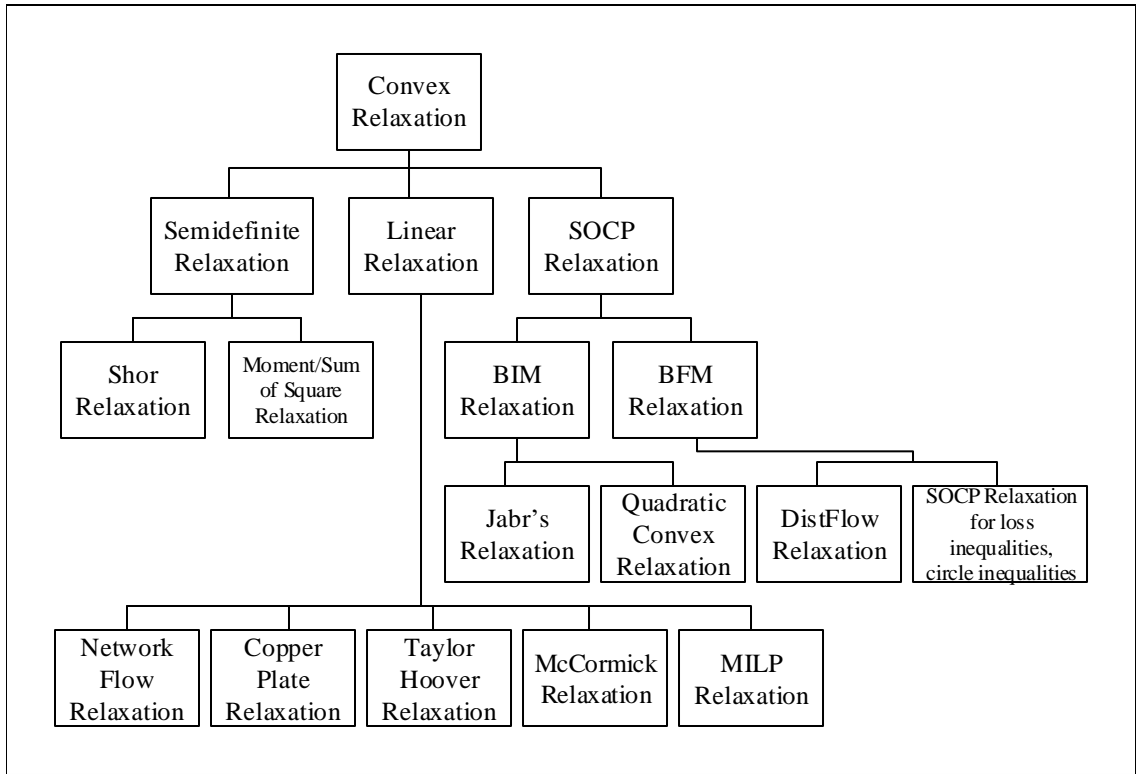 Convex
Relaxation
Semidefinite
Relaxation
Linear
Relaxation
SOCP
Relaxation
Shor
Relaxation
Moment/Sum
of Square
Relaxation
BIM
Relaxation
BFM
Relaxation
Jabr's
Relaxation
Quadratic
Convex
Relaxation
DistFlow
Relaxation
SOCP Relaxation
for loss
inequalities,
circle inequalities
Network
Flow
Relaxation
Copper
Plate
Relaxation
Taylor
Hoover
Relaxation
McCormick
Relaxation
MILP
Relaxation